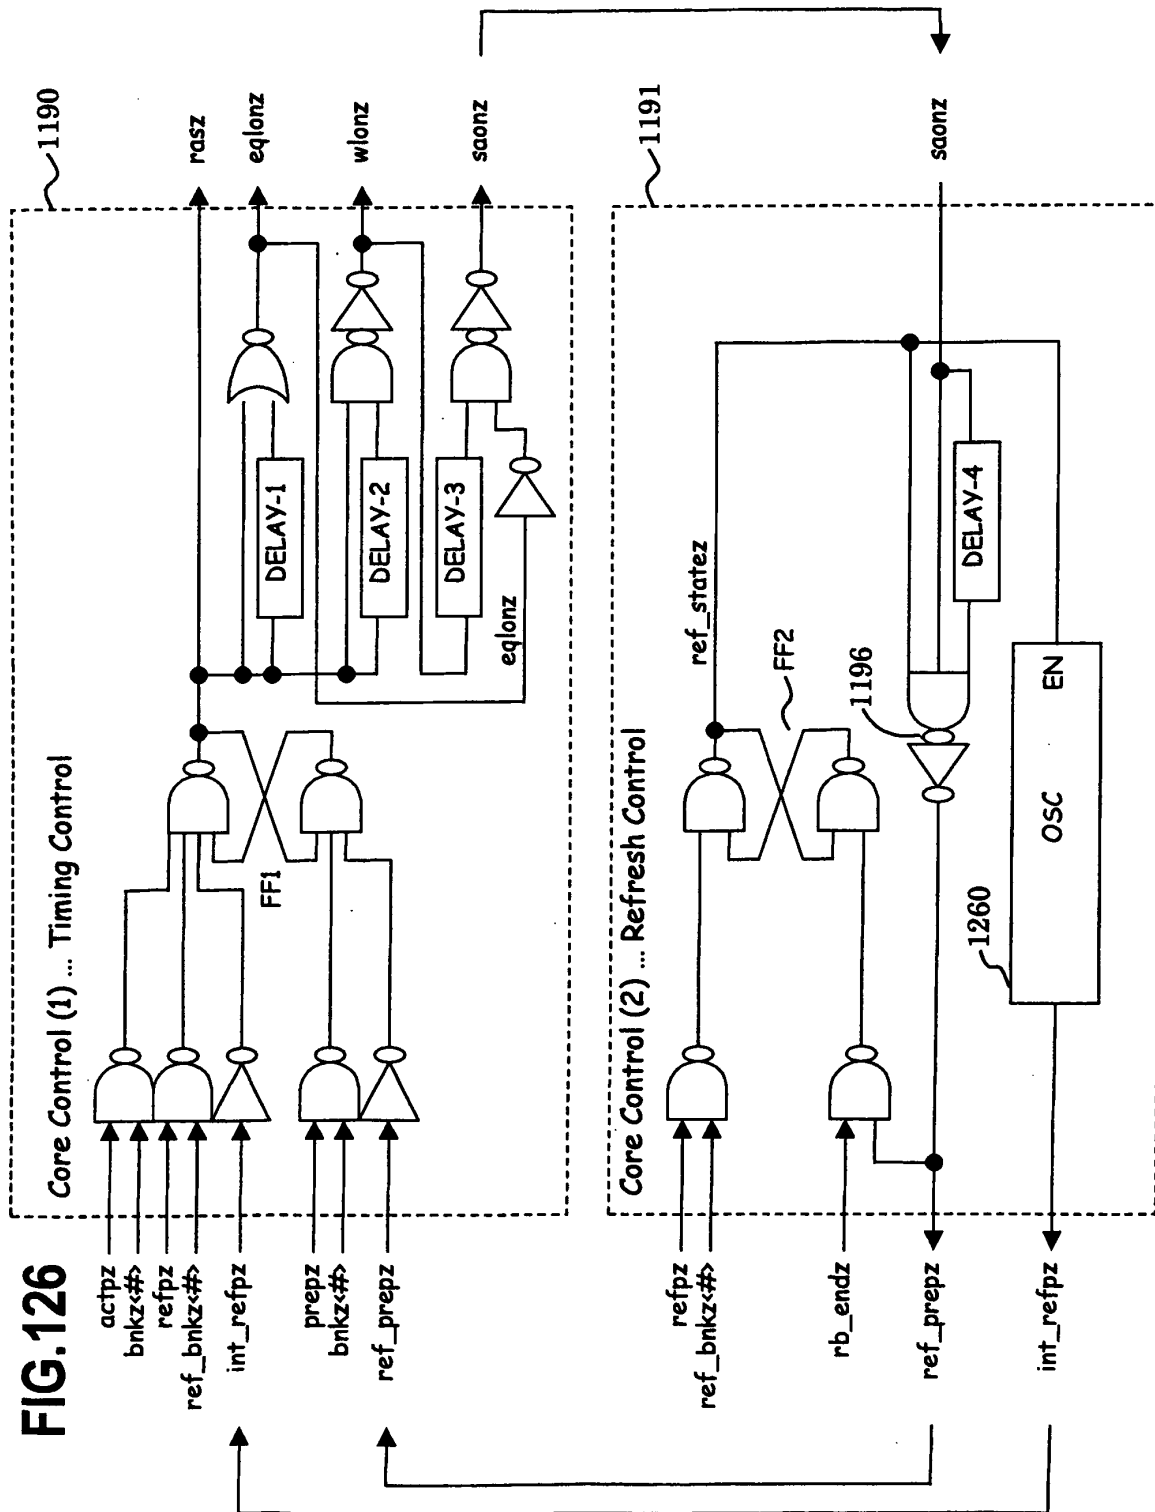 FIG.126
Core Control (1) ... Timing Control
1190
actpz
bnkz<#>
refpz
ref_bnkz<#>
int_refpz
prepz
bnkz<#>
ref_prepz
FF1
DELAY-1
DELAY-2
DELAY-3
eqlonz
rasz
eqlonz
wlonz
saonz
Core Control (2) ... Refresh Control
1191
refpz
ref_bnkz<#>
rb_endz
ref_prepz
int_refpz
ref_statez
FF2
1196
DELAY-4
1260
OSC
EN
saonz